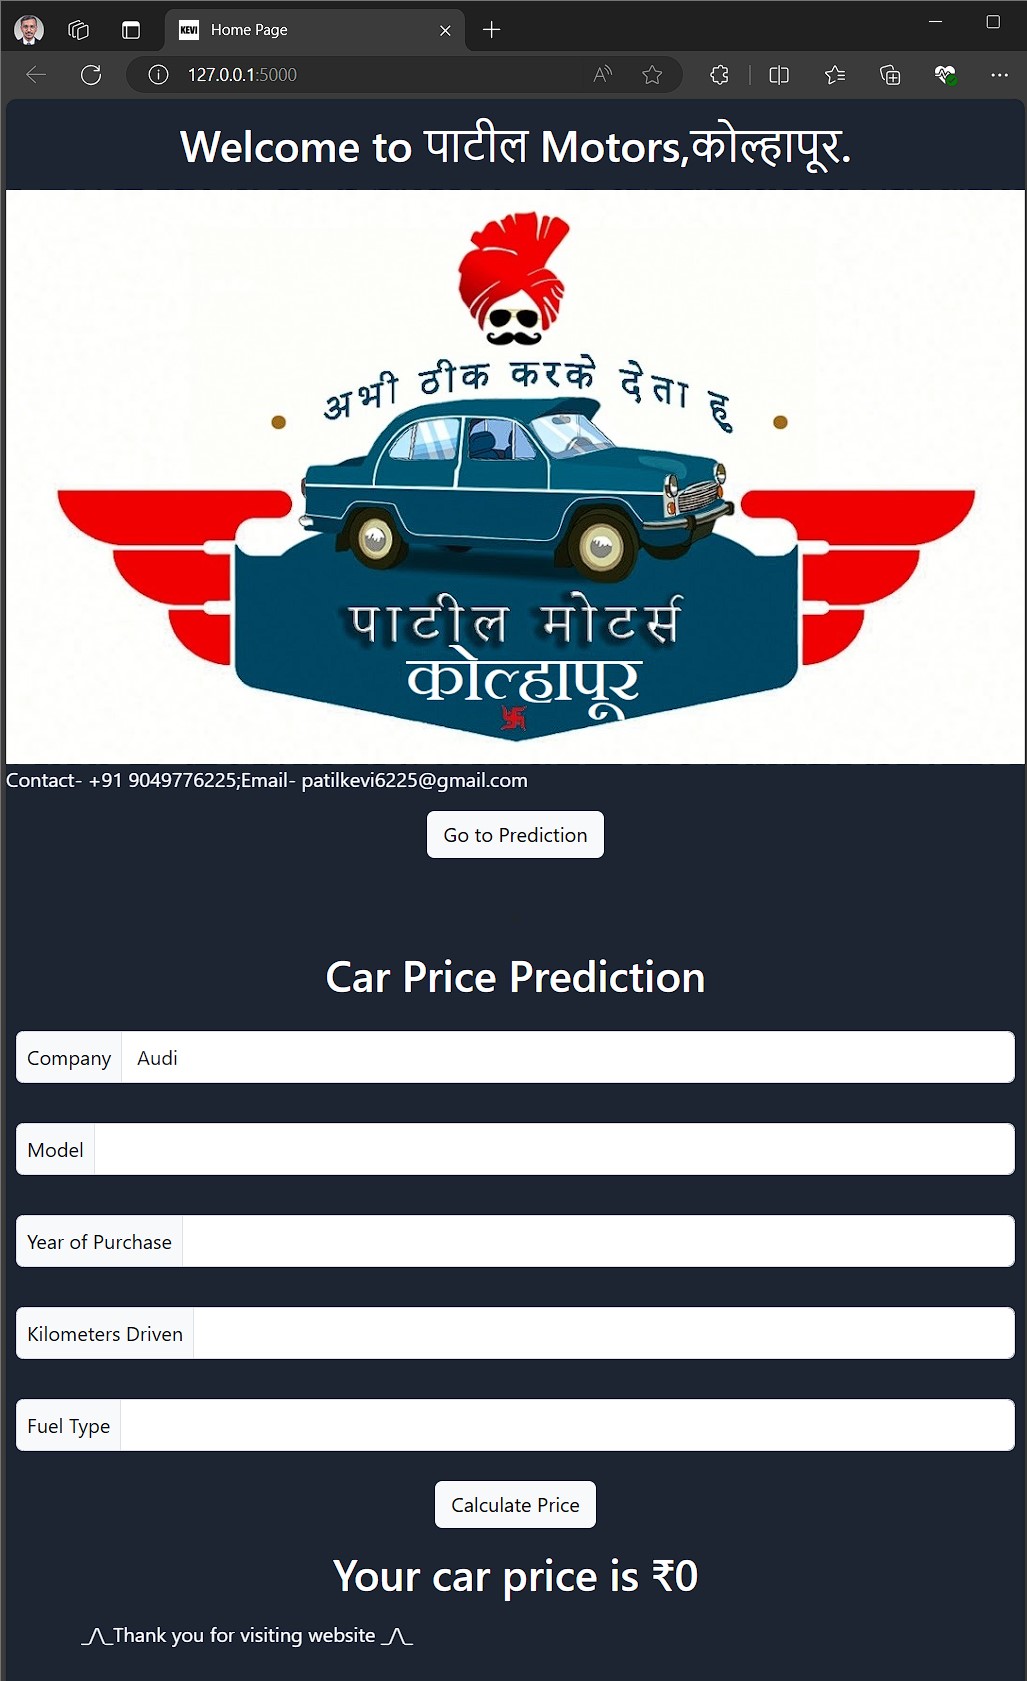 KEVI Home Page
127.0.0.1:5000
Welcome to पाटील Motors,कोल्हापूर.
अभी ठीक करके देता हू
पाटील मोटर्स
कोल्हापूर
Contact- +91 9049776225;Email- patilkevi6225@gmail.com
Go to Prediction
Car Price Prediction
Company Audi
Model
Year of Purchase
Kilometers Driven
Fuel Type
Calculate Price
Your car price is ₹0
_/\_Thank you for visiting website _/\_